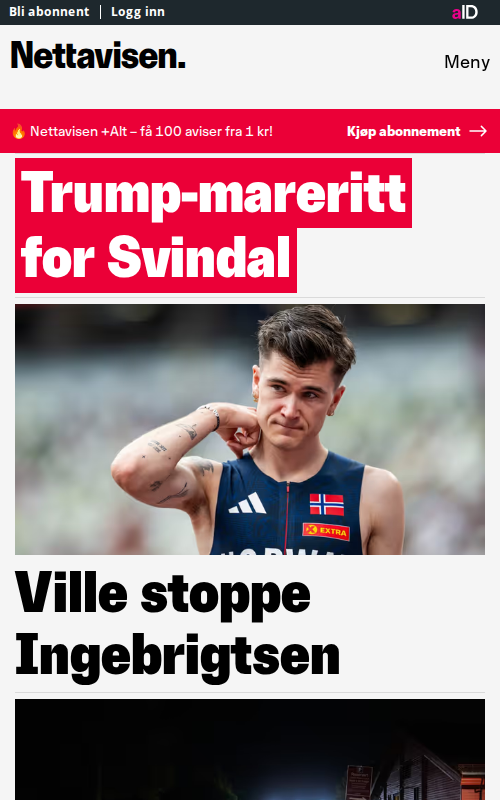 Bli abonnent | Logg inn
aID
Nettavisen.
Meny
🔥 Nettavisen +Alt – få 100 aviser fra 1 kr!
Kjøp abonnement →
Trump-mareritt
for Svindal
EXTRA
NORWAY
Ville stoppe
Ingebrigtsen